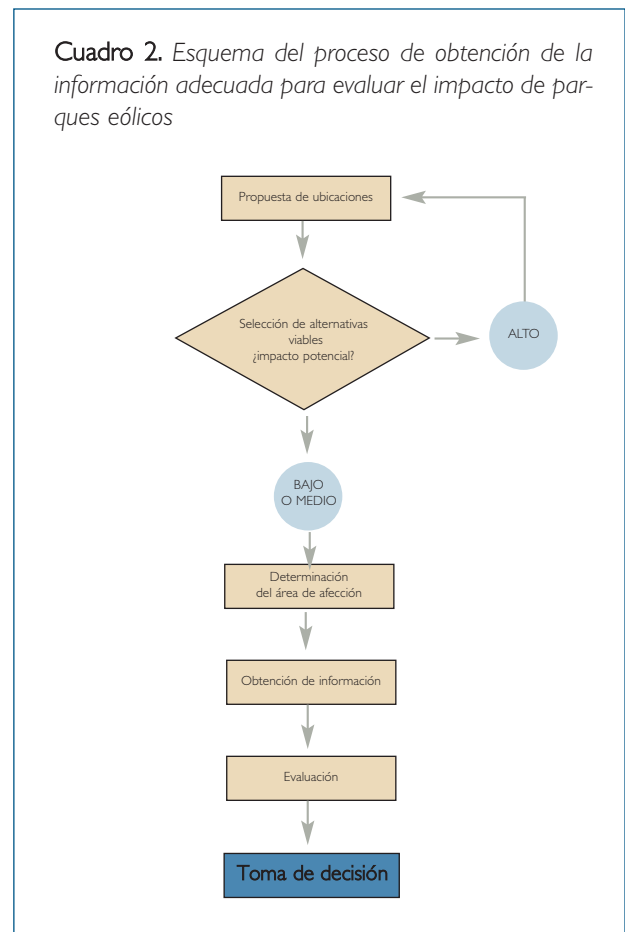 Cuadro 2. Esquema del proceso de obtención de la
información adecuada para evaluar el impacto de par-
ques eólicos
Propuesta de ubicaciones
Selección de alternativas
viables
¿impacto potencial?
ALTO
BAJO
O MEDIO
Determinación
del área de afección
Obtención de información
Evaluación
Toma de decisión